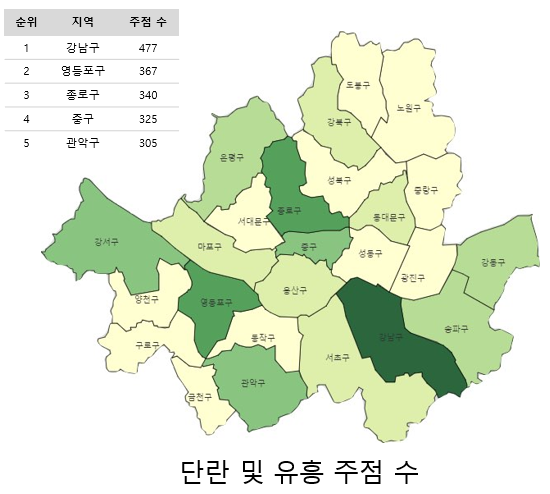 순위 지역 주점 수
1 강남구 477
2 영등포구 367
3 종로구 340
4 중구 325
5 관악구 305
도봉구
노원구
강북구
은평구
성북구
중랑구
종로구
서대문구
동대문구
강서구
마포구
중구
성동구
강동구
광진구
양천구
영등포구
용산구
송파구
구로구
동작구
강남구
서초구
관악구
금천구
단란 및 유흥 주점 수